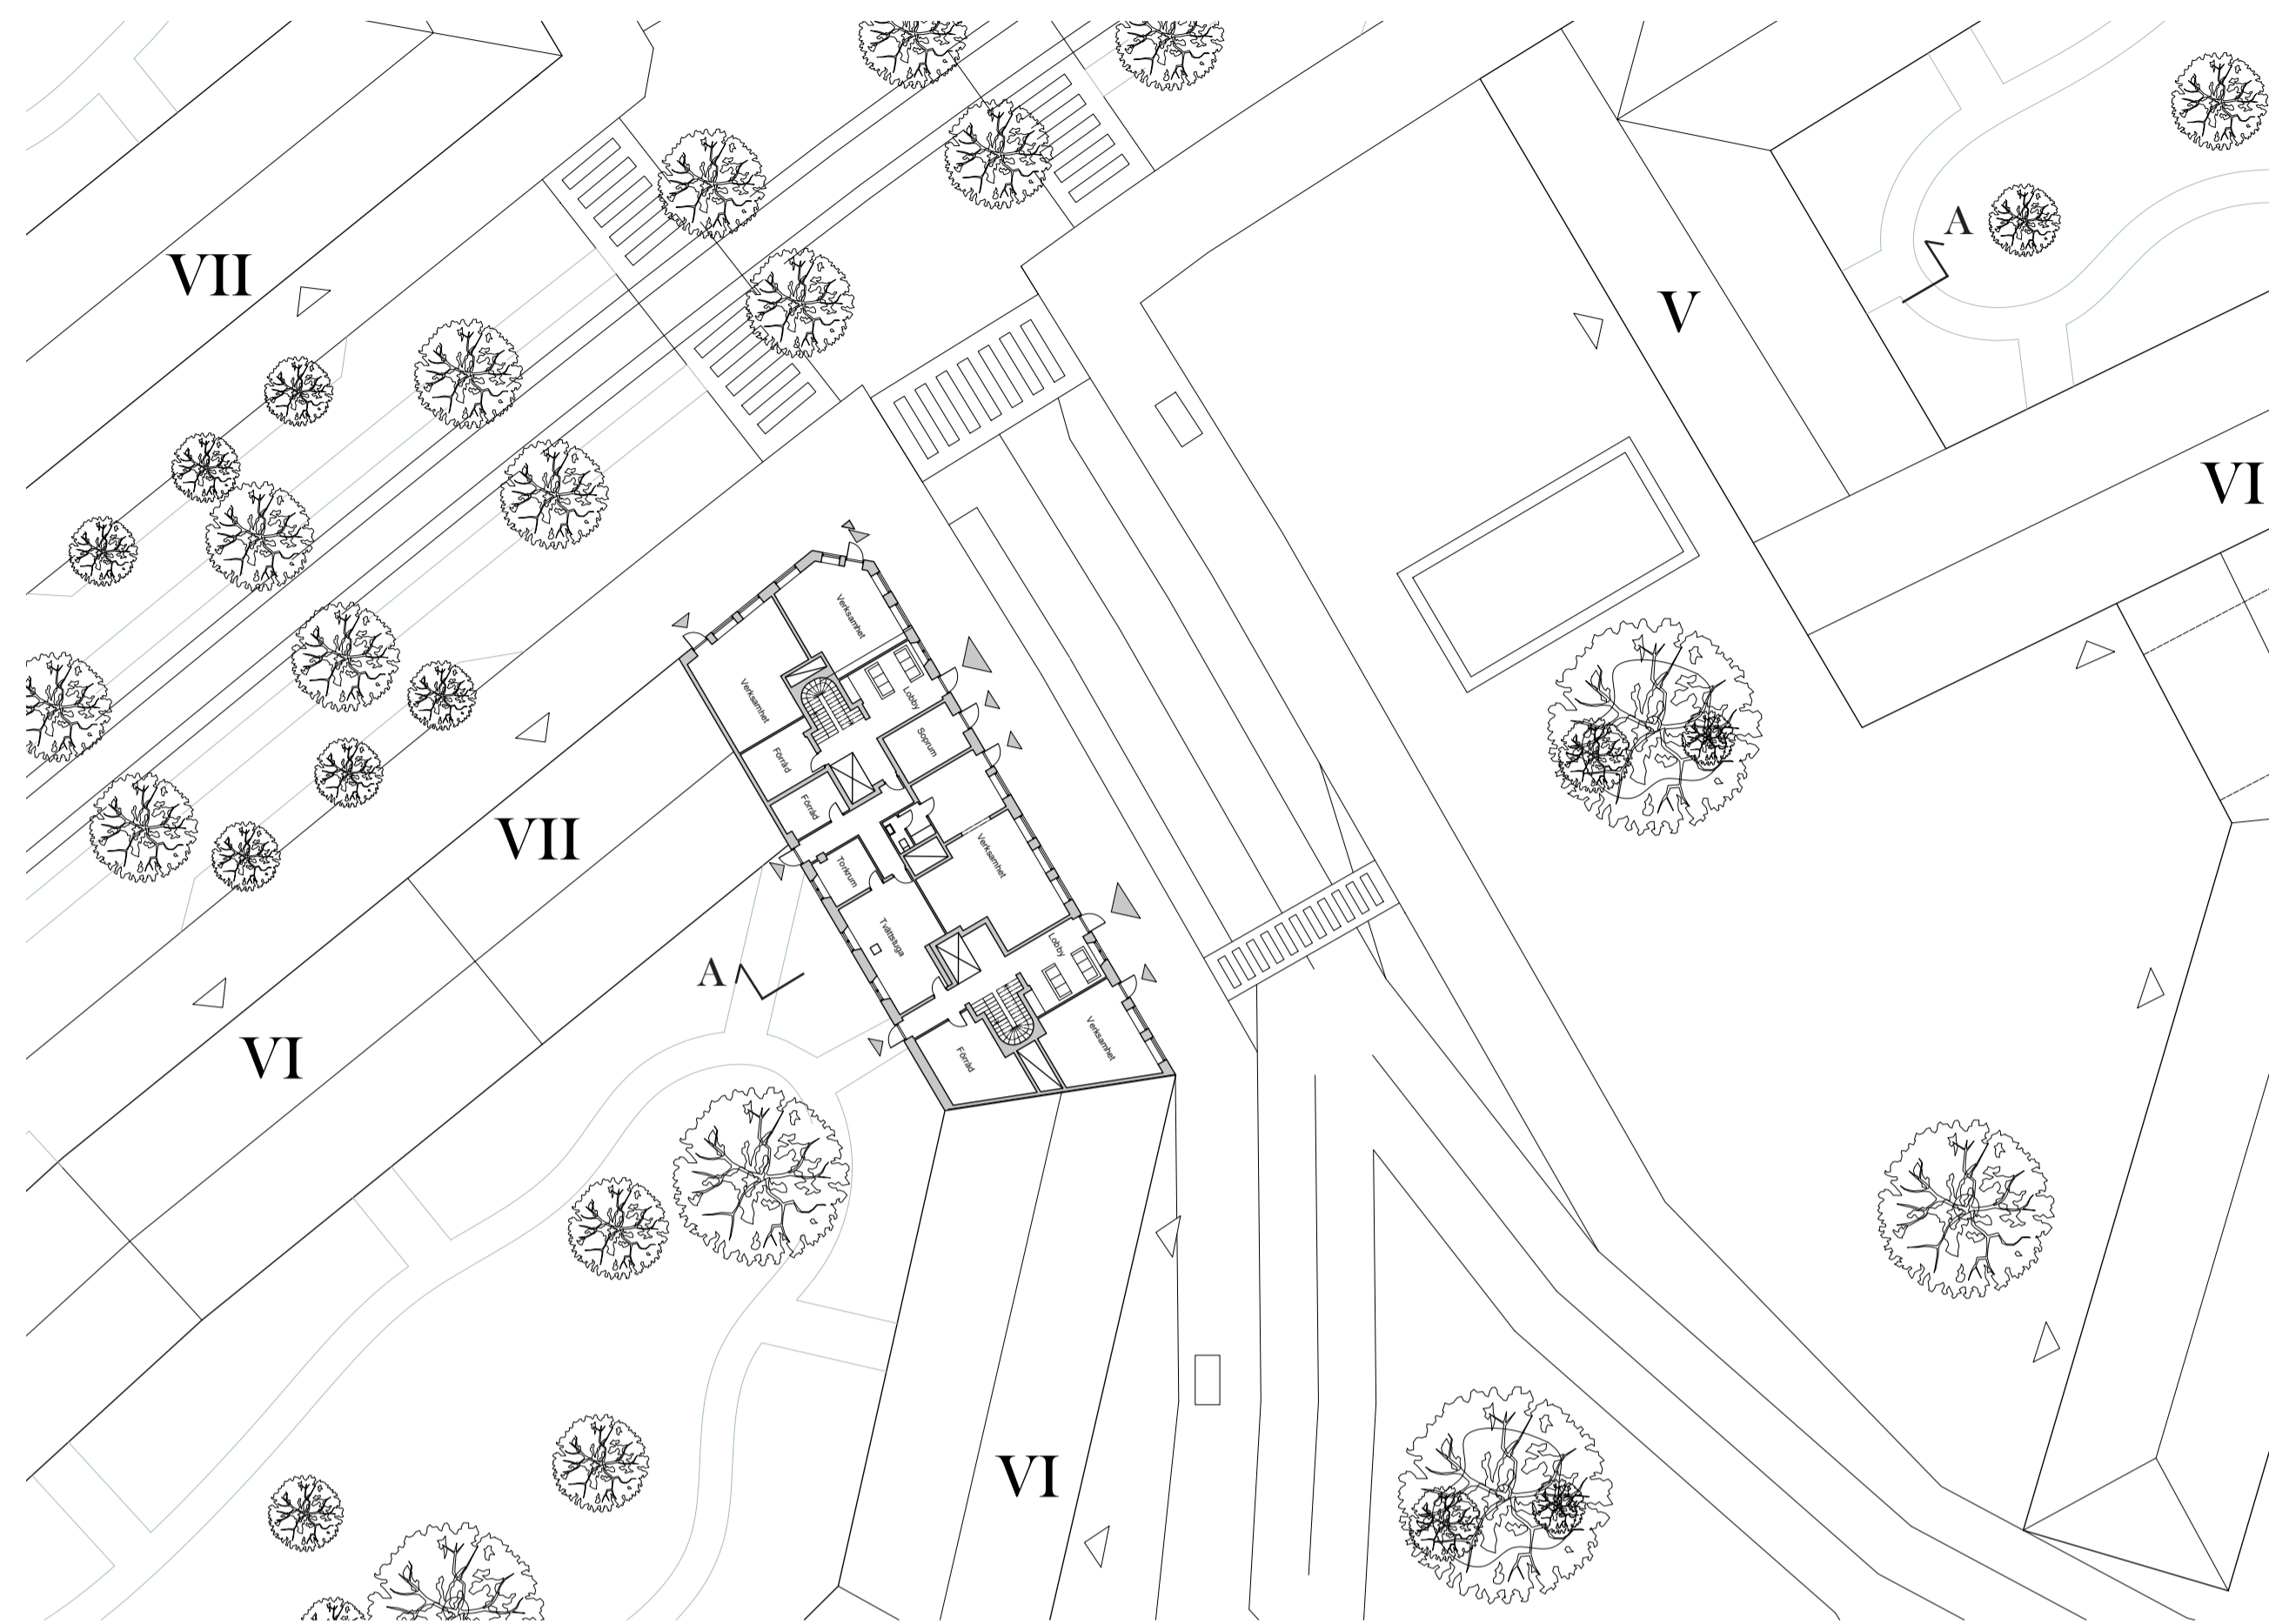 A
VII
V
VI
Verksamhet
Verksamhet
Lobby
Soprum
Förråd
Förråd
VII
Verksamhet
Torkrum
Tvättstuga
Lobby
A
Verksamhet
VI
Förråd
VI